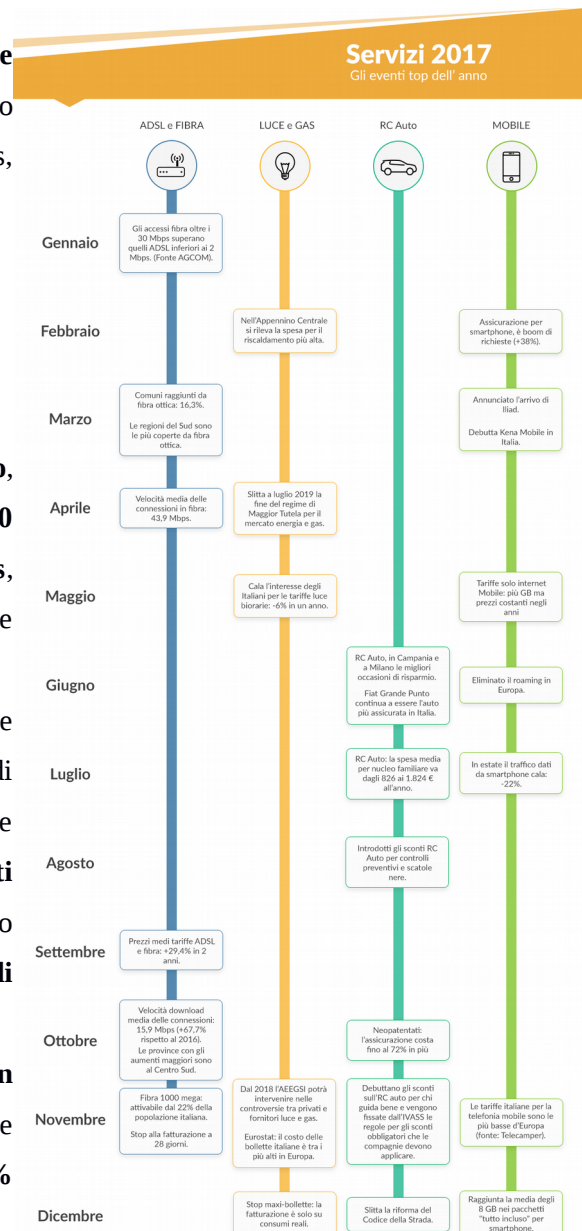 Servizi 2017
Gli eventi top dell' anno
ADSL e FIBRA
LUCE e GAS
RC Auto
MOBILE
Gennaio
Gli accessi fibra oltre i
30 Mbps superano
quelli ADSL inferiori ai 2
Mbps. (Fonte AGCOM).
Febbraio
Nell'Appennino Centrale
si rileva la spesa per il
riscaldamento più alta.
Assicurazione per
smartphone, è boom di
richieste (+38%).
Marzo
Comuni raggiunti da
fibra ottica: 16,3%.
Le regioni del Sud sono
le più coperte da fibra
ottica.
Annunciato l'arrivo di
Iliad.
Debutta Kena Mobile in
Italia.
Aprile
Velocità media delle
connessioni in fibra:
43,9 Mbps.
Slitta a luglio 2019 la
fine del regime di
Maggior Tutela per il
mercato energia e gas.
Maggio
Cala l'interesse degli
Italiani per le tariffe luce
biorarie: -6% in un anno.
Tariffe solo internet
Mobile: più GB ma
prezzi costanti negli
anni
Giugno
RC Auto, in Campania e
a Milano le migliori
occasioni di risparmio.
Fiat Grande Punto
continua a essere l'auto
più assicurata in Italia.
Eliminato il roaming in
Europa.
Luglio
RC Auto: la spesa media
per nucleo familiare va
dagli 826 ai 1.824 €
all'anno.
In estate il traffico dati
da smartphone cala:
-22%.
Agosto
Introdotti gli sconti RC
Auto per controlli
preventivi e scatole
nere.
Settembre
Prezzi medi tariffe ADSL
e fibra: +29,4% in 2
anni.
Ottobre
Velocità download
media delle connessioni:
15,9 Mbps (+67,7%
rispetto al 2016).
Le province con gli
aumenti maggiori sono
al Centro Sud.
Neopatentati:
l'assicurazione costa
fino al 72% in più
Novembre
Fibra 1000 mega:
attivabile dal 22% della
popolazione italiana.
Stop alla fatturazione a
28 giorni.
Dal 2018 l'AEEGSI potrà
intervenire nelle
controversie tra privati e
fornitori luce e gas.
Eurostat: il costo delle
bollette italiane è tra i
più alti in Europa.
Debuttano gli sconti
sull'RC auto per chi
guida bene e vengono
fissate dall'IVASS le
regole per gli sconti
obbligatori che le
compagnie devono
applicare.
Le tariffe italiane per la
telefonia mobile sono le
più basse d'Europa
(fonte: Telecamper).
Dicembre
Stop maxi-bollette: la
fatturazione è solo su
consumi reali.
Slitta la riforma del
Codice della Strada.
Raggiunta la media degli
8 GB nei pacchetti
"tutto incluso" per
smartphone.